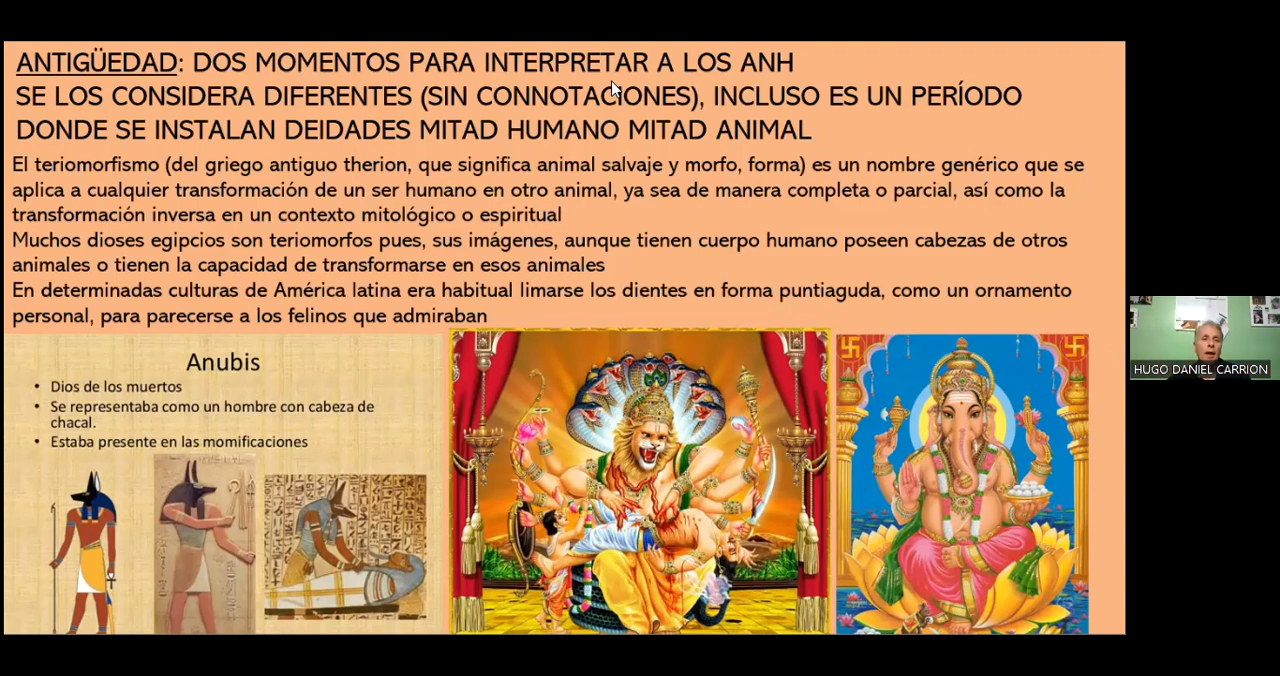 ANTIGÜEDAD: DOS MOMENTOS PARA INTERPRETAR A LOS ANH
SE LOS CONSIDERA DIFERENTES (SIN CONNOTACIONES), INCLUSO ES UN PERÍODO
DONDE SE INSTALAN DEIDADES MITAD HUMANO MITAD ANIMAL
El teriomorfismo (del griego antiguo therion, que significa animal salvaje y morfo, forma) es un nombre genérico que se
aplica a cualquier transformación de un ser humano en otro animal, ya sea de manera completa o parcial, así como la
transformación inversa en un contexto mitológico o espiritual
Muchos dioses egipcios son teriomorfos pues, sus imágenes, aunque tienen cuerpo humano poseen cabezas de otros
animales o tienen la capacidad de transformarse en esos animales
En determinadas culturas de América latina era habitual limarse los dientes en forma puntiaguda, como un ornamento
personal, para parecerse a los felinos que admiraban
Anubis
• Dios de los muertos
• Se representaba como un hombre con cabeza de
chacal.
• Estaba presente en las momificaciones
HUGO DANIEL CARRION